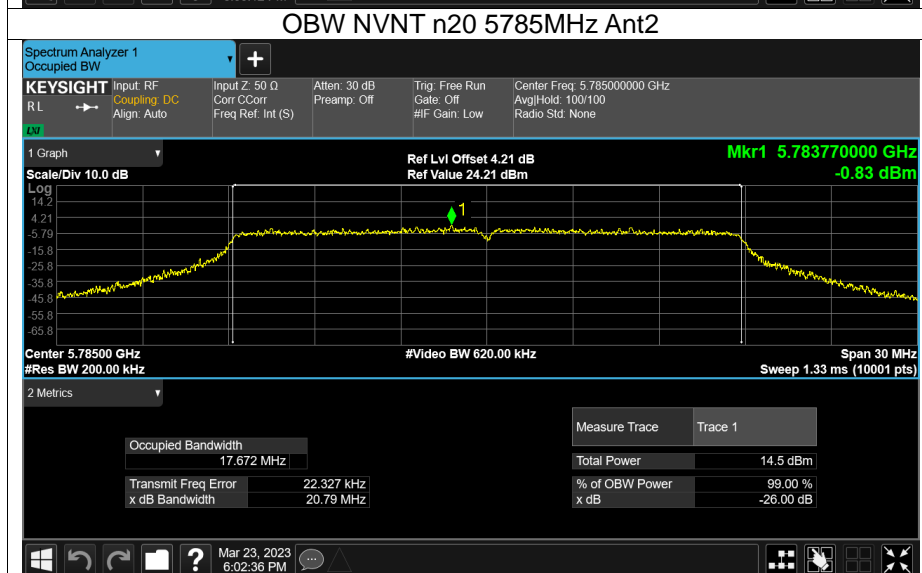 OBW NVNT n20 5785MHz Ant2
Spectrum Analyzer 1
Occupied BW
KEYSIGHT
R L
LXI
Input: RF
Coupling: DC
Align: Auto
Input Z: 50 Ω
Corr CCorr
Freq Ref: Int (S)
Atten: 30 dB
Preamp: Off
Trig: Free Run
Gate: Off
#IF Gain: Low
Center Freq: 5.785000000 GHz
Avg|Hold: 100/100
Radio Std: None
1 Graph
Scale/Div 10.0 dB
Ref Lvl Offset 4.21 dB
Ref Value 24.21 dBm
Mkr1 5.783770000 GHz
-0.83 dBm
Log
14.2
4.21
-5.79
-15.8
-25.8
-35.8
-45.8
-55.8
-65.8
1
Center 5.78500 GHz
#Res BW 200.00 kHz
#Video BW 620.00 kHz
Span 30 MHz
Sweep 1.33 ms (10001 pts)
2 Metrics
Measure Trace Trace 1
Occupied Bandwidth
17.672 MHz
Total Power 14.5 dBm
Transmit Freq Error 22.327 kHz
% of OBW Power 99.00 %
x dB Bandwidth 20.79 MHz
x dB -26.00 dB
?
Mar 23, 2023
6:02:36 PM